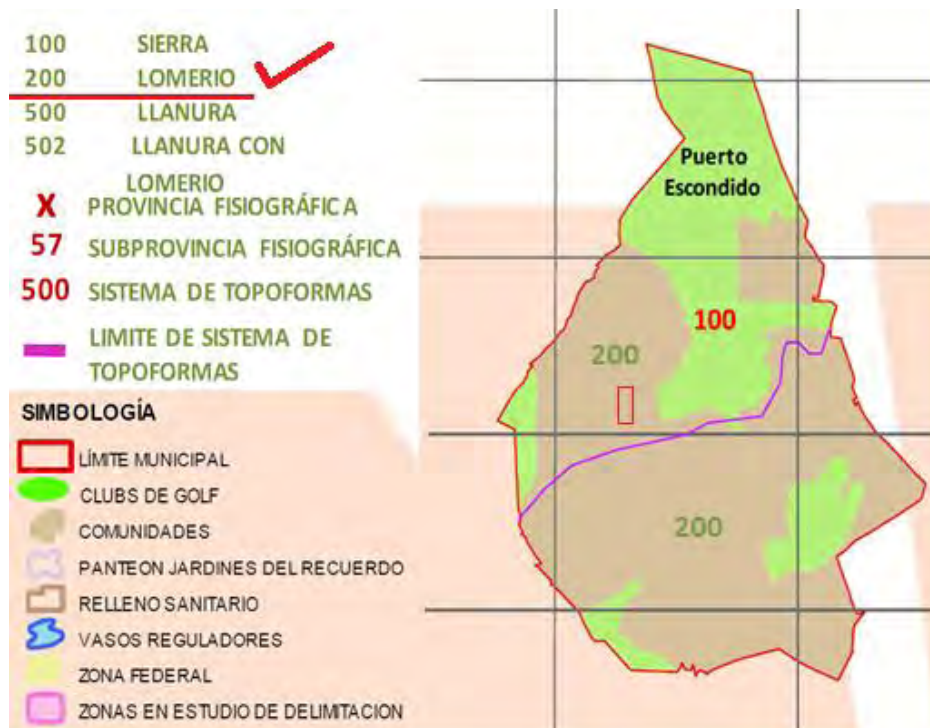 100 SIERRA
200 LOMERIO
500 LLANURA
502 LLANURA CON
LOMERIO
X PROVINCIA FISIOGRÁFICA
57 SUBPROVINCIA FISIOGRÁFICA
500 SISTEMA DE TOPOFORMAS
LIMITE DE SISTEMA DE
TOPOFORMAS
SIMBOLOGÍA
LÍMITE MUNICIPAL
CLUBS DE GOLF
COMUNIDADES
PANTEON JARDINES DEL RECUERDO
RELLENO SANITARIO
VASOS REGULADORES
ZONA FEDERAL
ZONAS EN ESTUDIO DE DELIMITACION
Puerto
Escondido
100
200
200